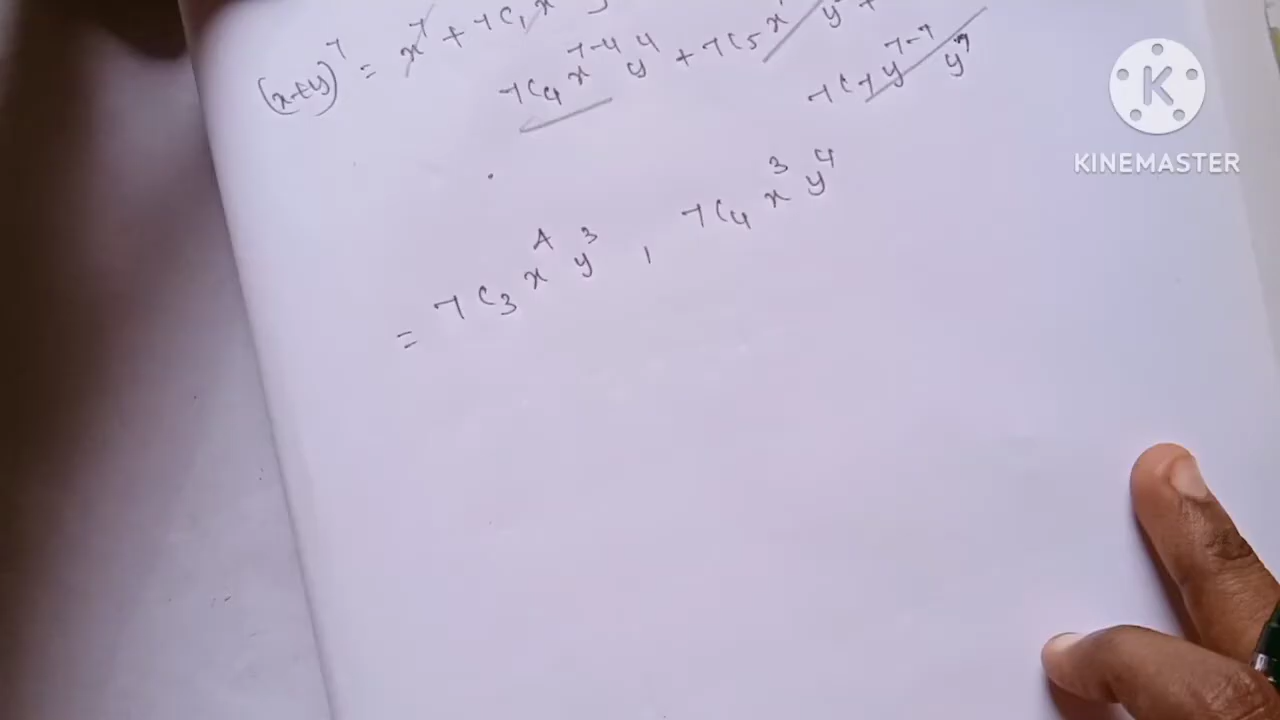 (x+y)^7 = x^7 + 7C1 x
7C4 x^7-4 y^4 + 7C5 x y +
7C7 y^7-7 y^7
= 7C3 x^4 y^3 , 7C4 x^3 y^4
K
KINEMASTER